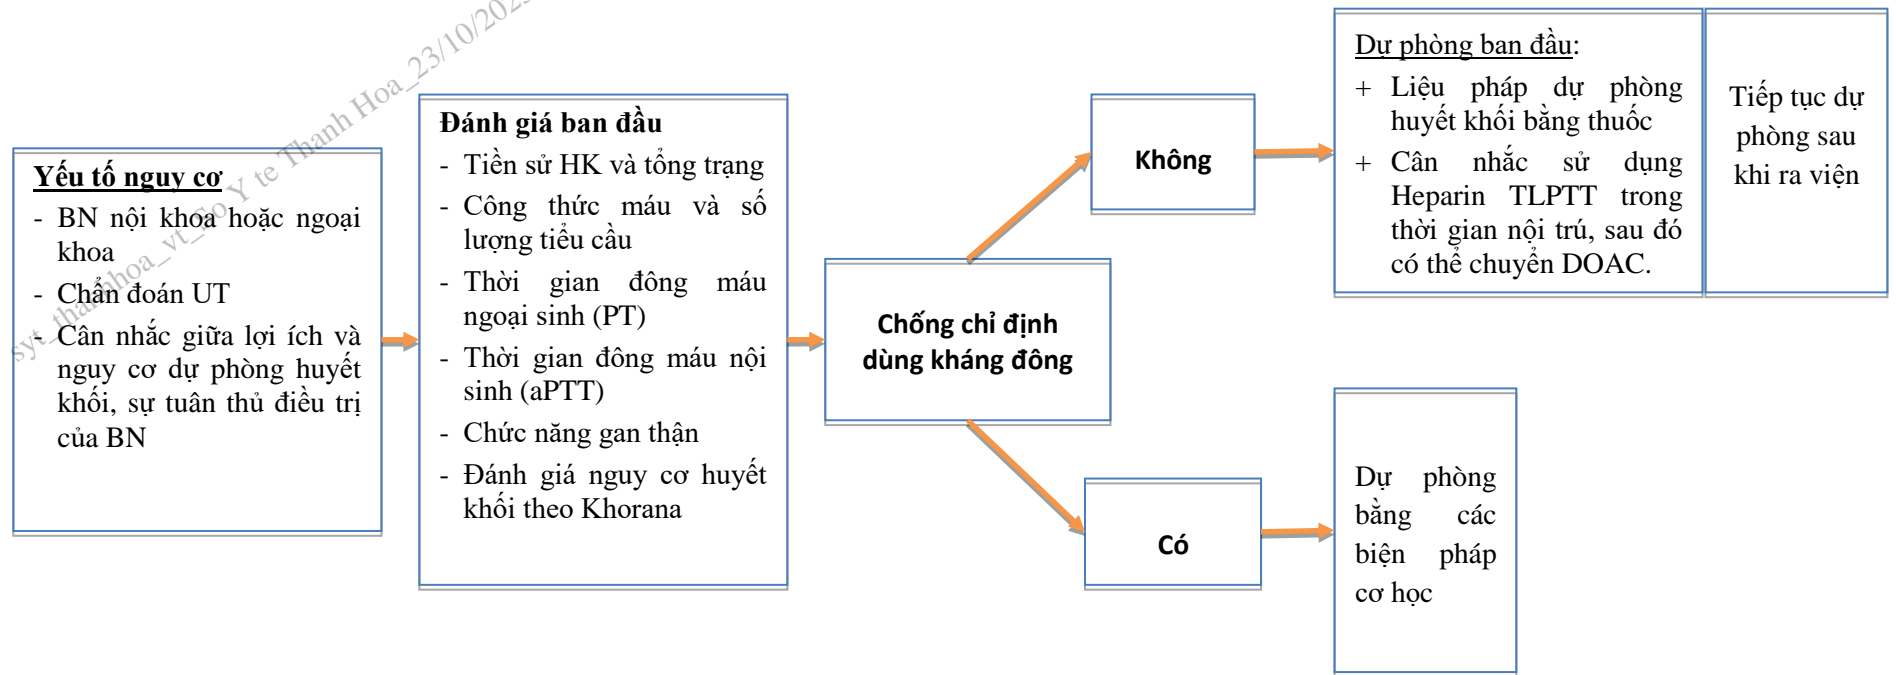 syt_thanhhoa_vt_So Y te Thanh Hoa_23/10/202
Yếu tố nguy cơ
- BN nội khoa hoặc ngoại
khoa
- Chẩn đoán UT
- Cân nhắc giữa lợi ích và
nguy cơ dự phòng huyết
khối, sự tuân thủ điều trị
của BN
Đánh giá ban đầu
- Tiền sử HK và tổng trạng
- Công thức máu và số
lượng tiểu cầu
- Thời gian đông máu
ngoại sinh (PT)
- Thời gian đông máu nội
sinh (aPTT)
- Chức năng gan thận
- Đánh giá nguy cơ huyết
khối theo Khorana
Chống chỉ định
dùng kháng đông
Không
Dự phòng ban đầu:
+ Liệu pháp dự phòng
huyết khối bằng thuốc
+ Cân nhắc sử dụng
Heparin TLPTT trong
thời gian nội trú, sau đó
có thể chuyển DOAC.
Tiếp tục dự
phòng sau
khi ra viện
Có
Dự phòng
bằng các
biện pháp
cơ học